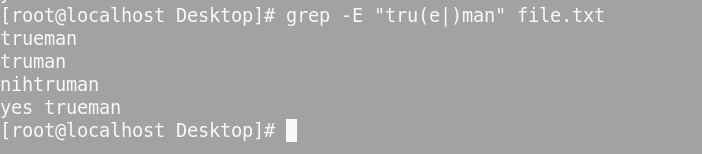 [root@localhost Desktop]# grep -E "tru(e|)man" file.txt
trueman
truman
nihtruman
yes trueman
[root@localhost Desktop]#